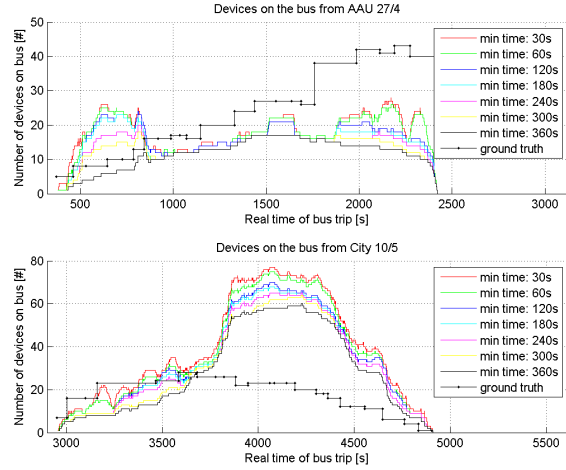 Devices on the bus from AAU 27/4
Number of devices on bus [#]
50
40
30
20
10
0
500
1000
1500
2000
2500
3000
Real time of bus trip [s]
min time: 30s
min time: 60s
min time: 120s
min time: 180s
min time: 240s
min time: 300s
min time: 360s
ground truth
Devices on the bus from City 10/5
Number of devices on bus [#]
80
60
40
20
0
3000
3500
4000
4500
5000
5500
Real time of bus trip [s]
min time: 30s
min time: 60s
min time: 120s
min time: 180s
min time: 240s
min time: 300s
min time: 360s
ground truth